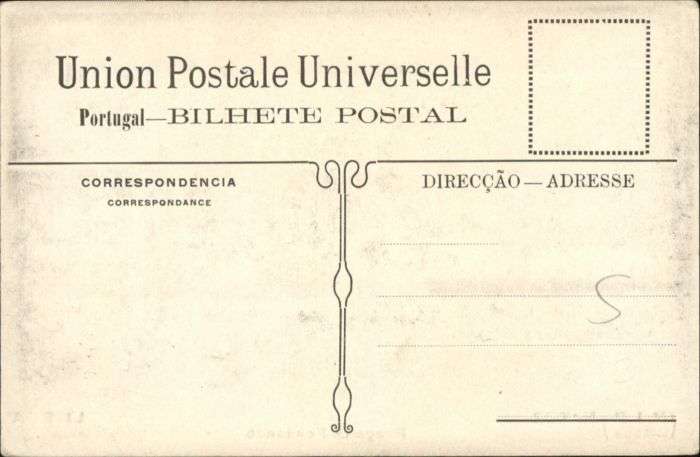 Union Postale Universelle
Portugal—BILHETE POSTAL
CORRESPONDENCIA
CORRESPONDANCE
DIRECÇÃO — ADRESSE
S